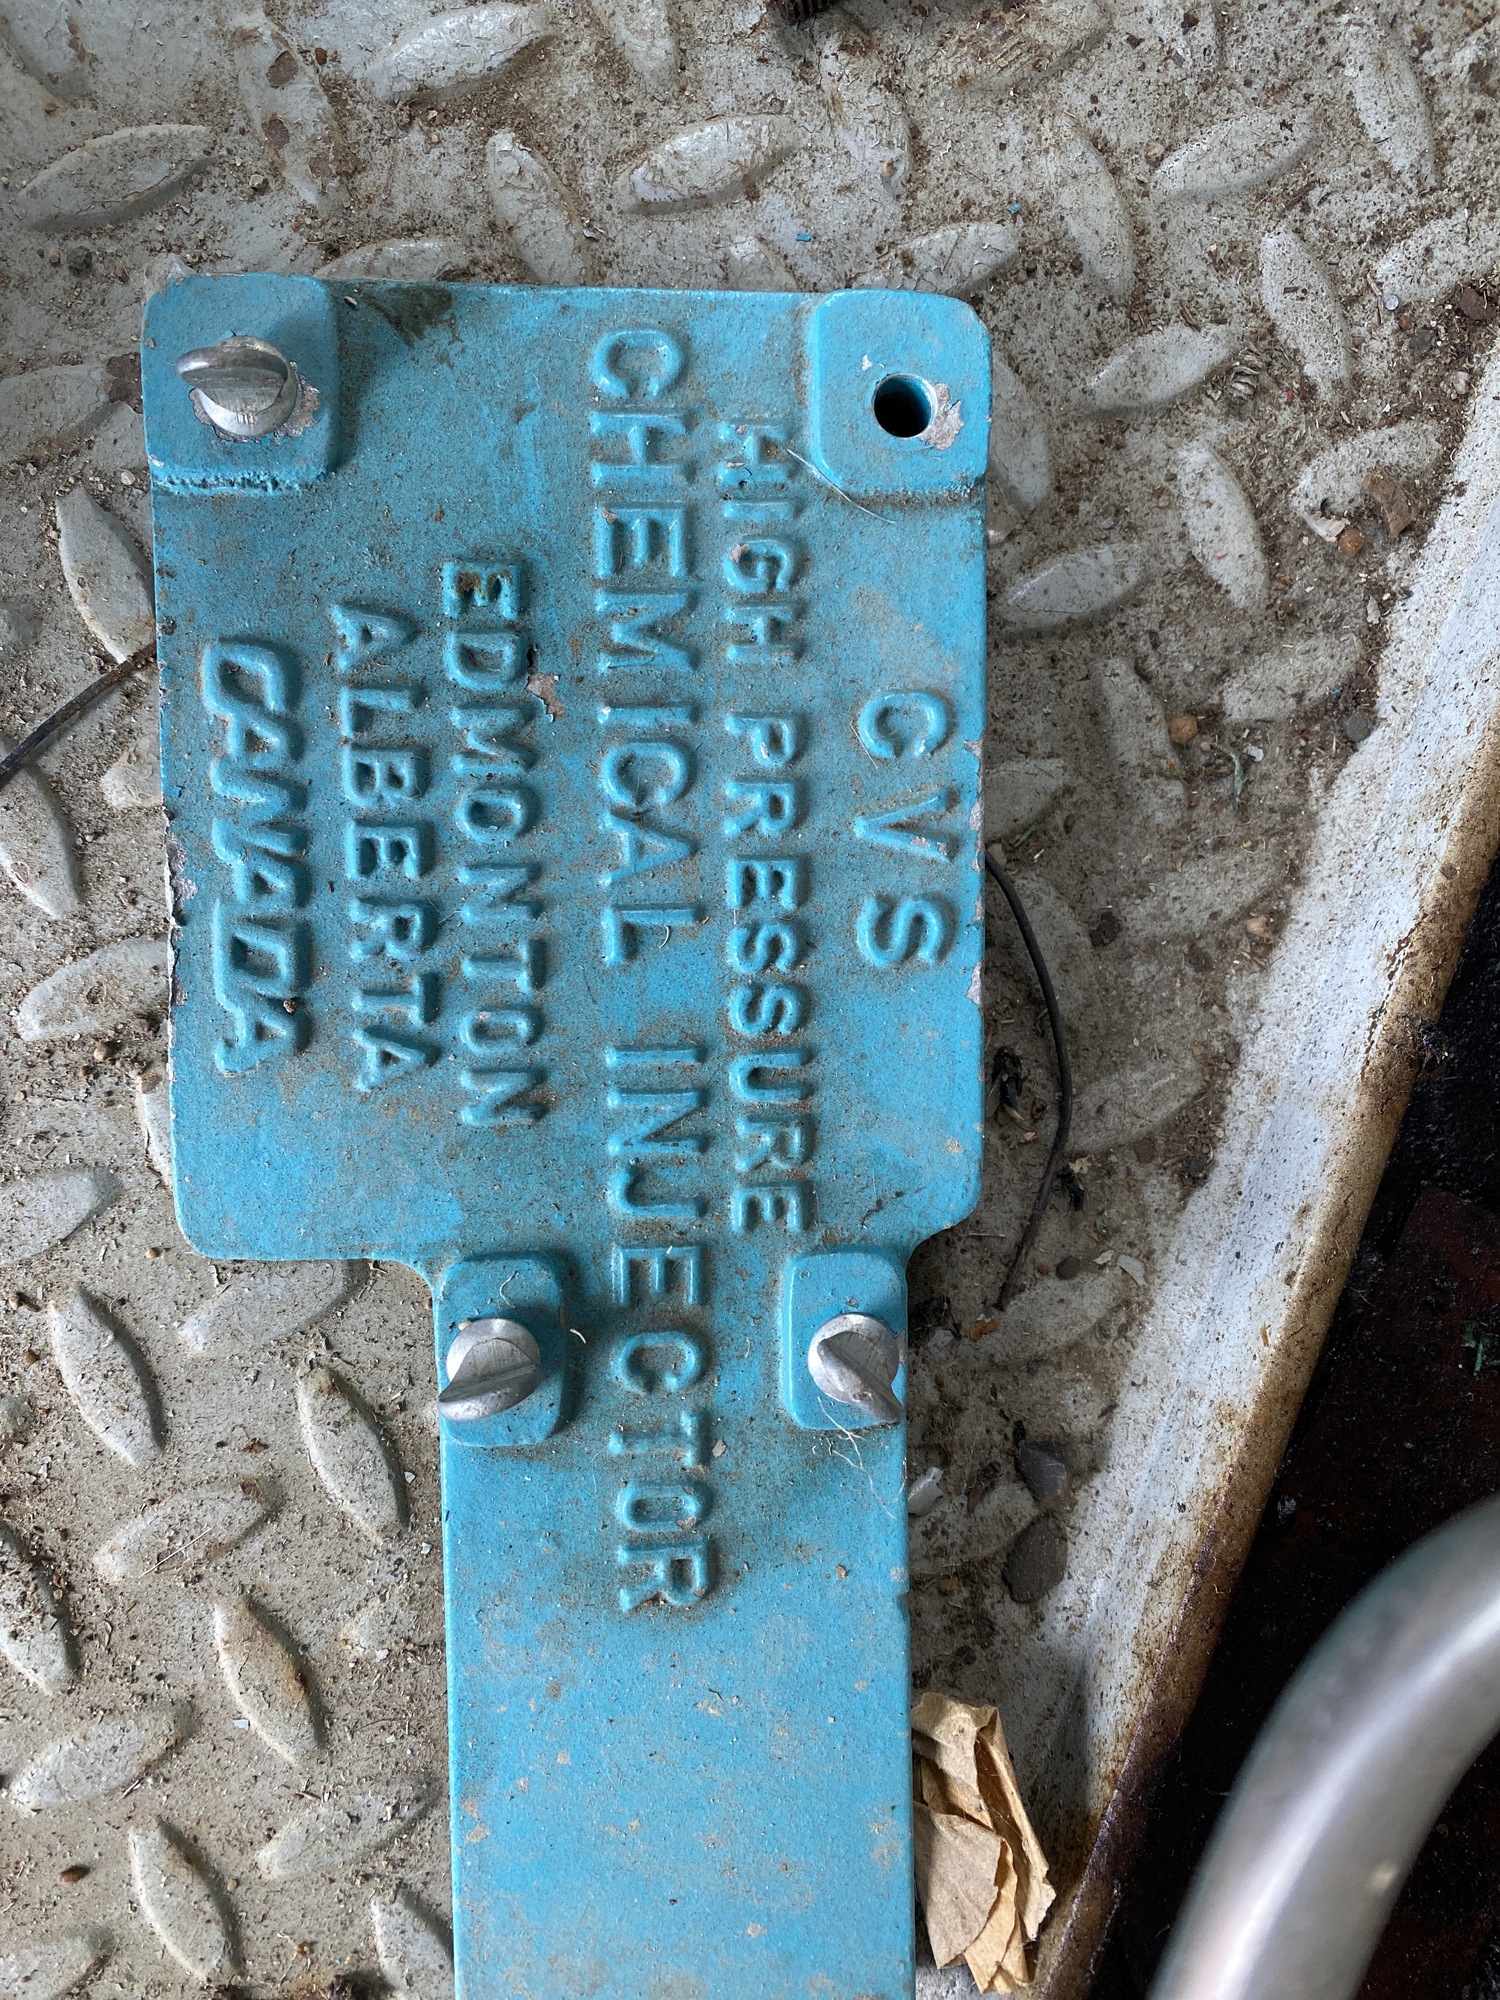 CVS
HIGH PRESSURE
CHEMICAL INJECTOR
EDMONTON
ALBERTA
CANADA